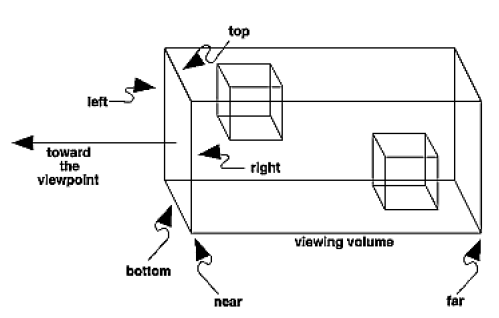 top
left
toward
the
viewpoint
right
viewing volume
bottom
near
far